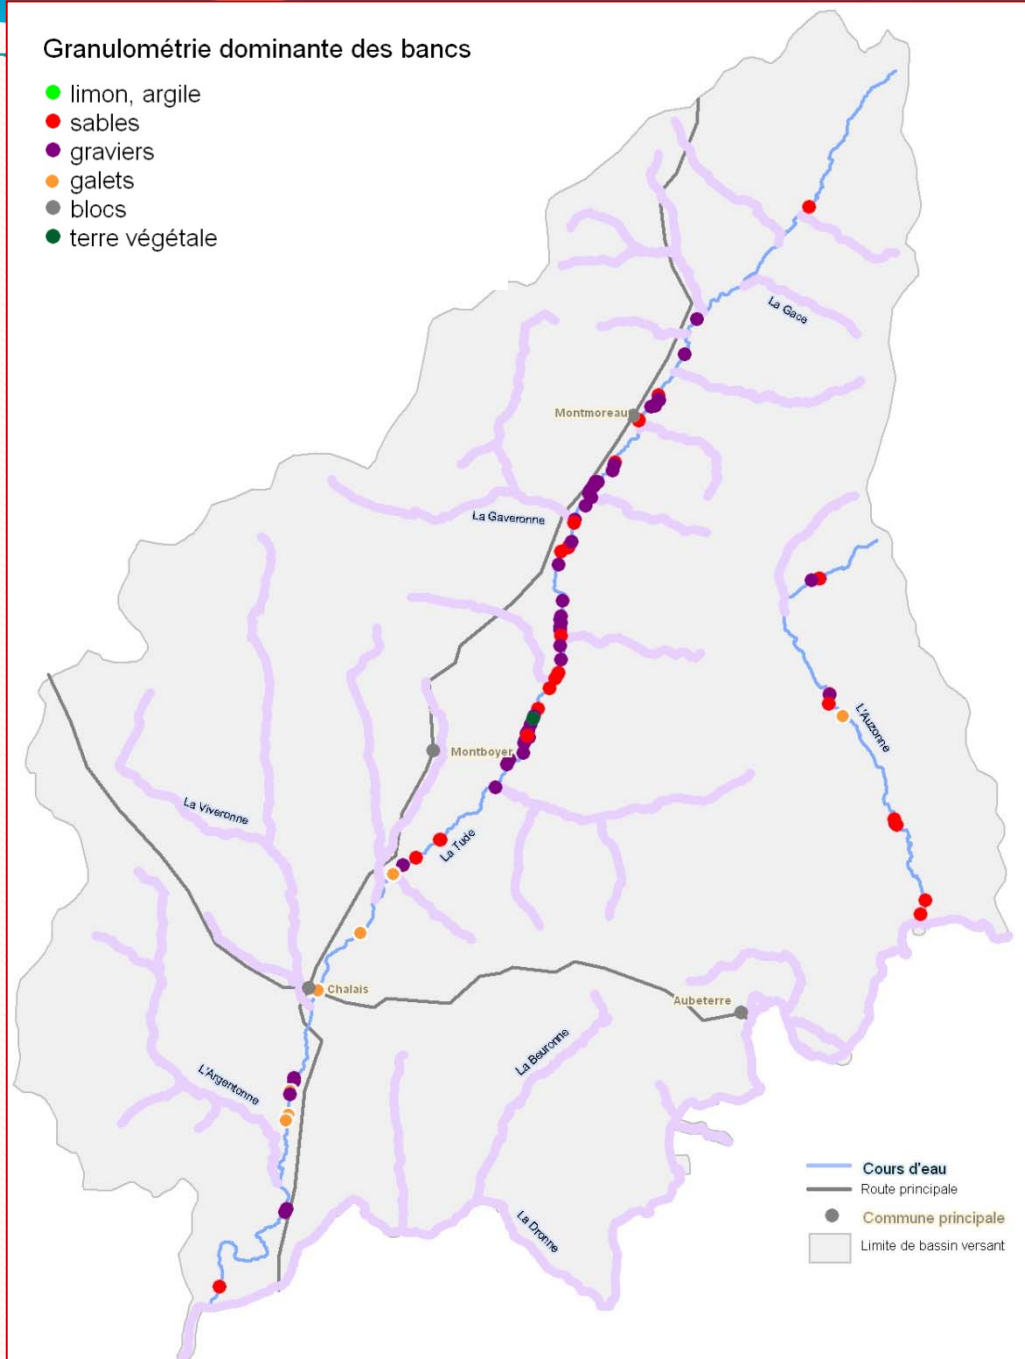 Granulométrie dominante des bancs
limon, argile
sables
graviers
galets
blocs
terre végétale
La Gace
Montmoreau
La Gaveronne
L'Auzonne
Montboyer
La Viveronne
La Tude
Chalais
Aubeterre
La Beuronne
L'Argentonne
La Dronne
Cours d'eau
Route principale
Commune principale
Limite de bassin versant